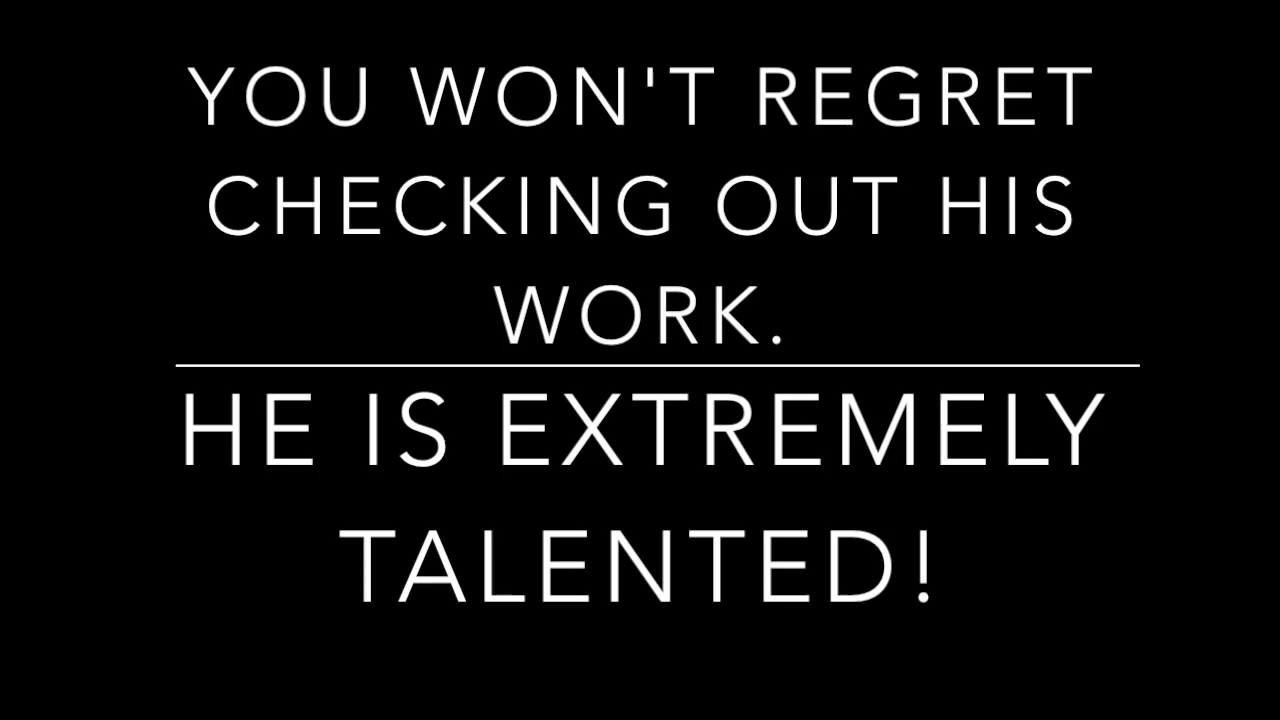 YOU WON'T REGRET
CHECKING OUT HIS
WORK.
HE IS EXTREMELY
TALENTED!